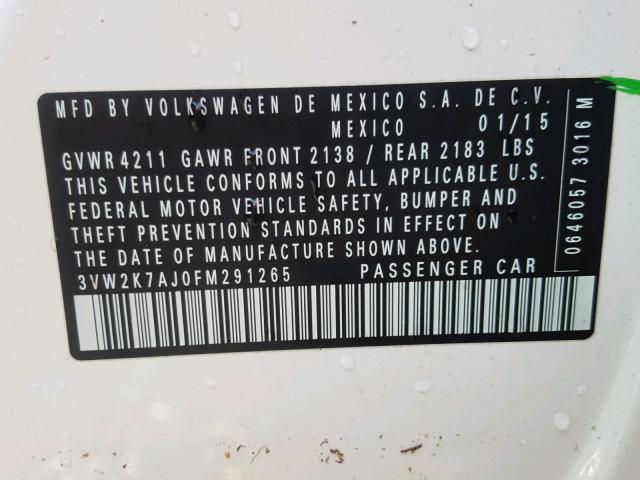 MFD BY VOLKSWAGEN DE MEXICO S.A. DE C.V.
MEXICO 01/15
GVWR 4211 GAWR FRONT 2138 / REAR 2183 LBS
THIS VEHICLE CONFORMS TO ALL APPLICABLE U.S.
FEDERAL MOTOR VEHICLE SAFETY, BUMPER AND
THEFT PREVENTION STANDARDS IN EFFECT ON
THE DATE OF MANUFACTURE SHOWN ABOVE.
3VW2K7AJ0FM291265 PASSENGER CAR
0646057 3016 M